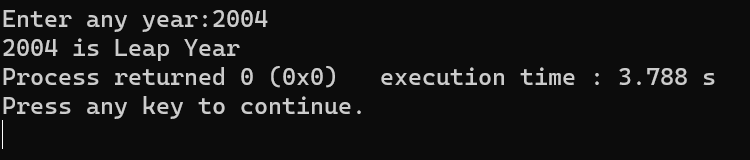 Enter any year:2004
2004 is Leap Year
Process returned 0 (0x0)   execution time : 3.788 s
Press any key to continue.